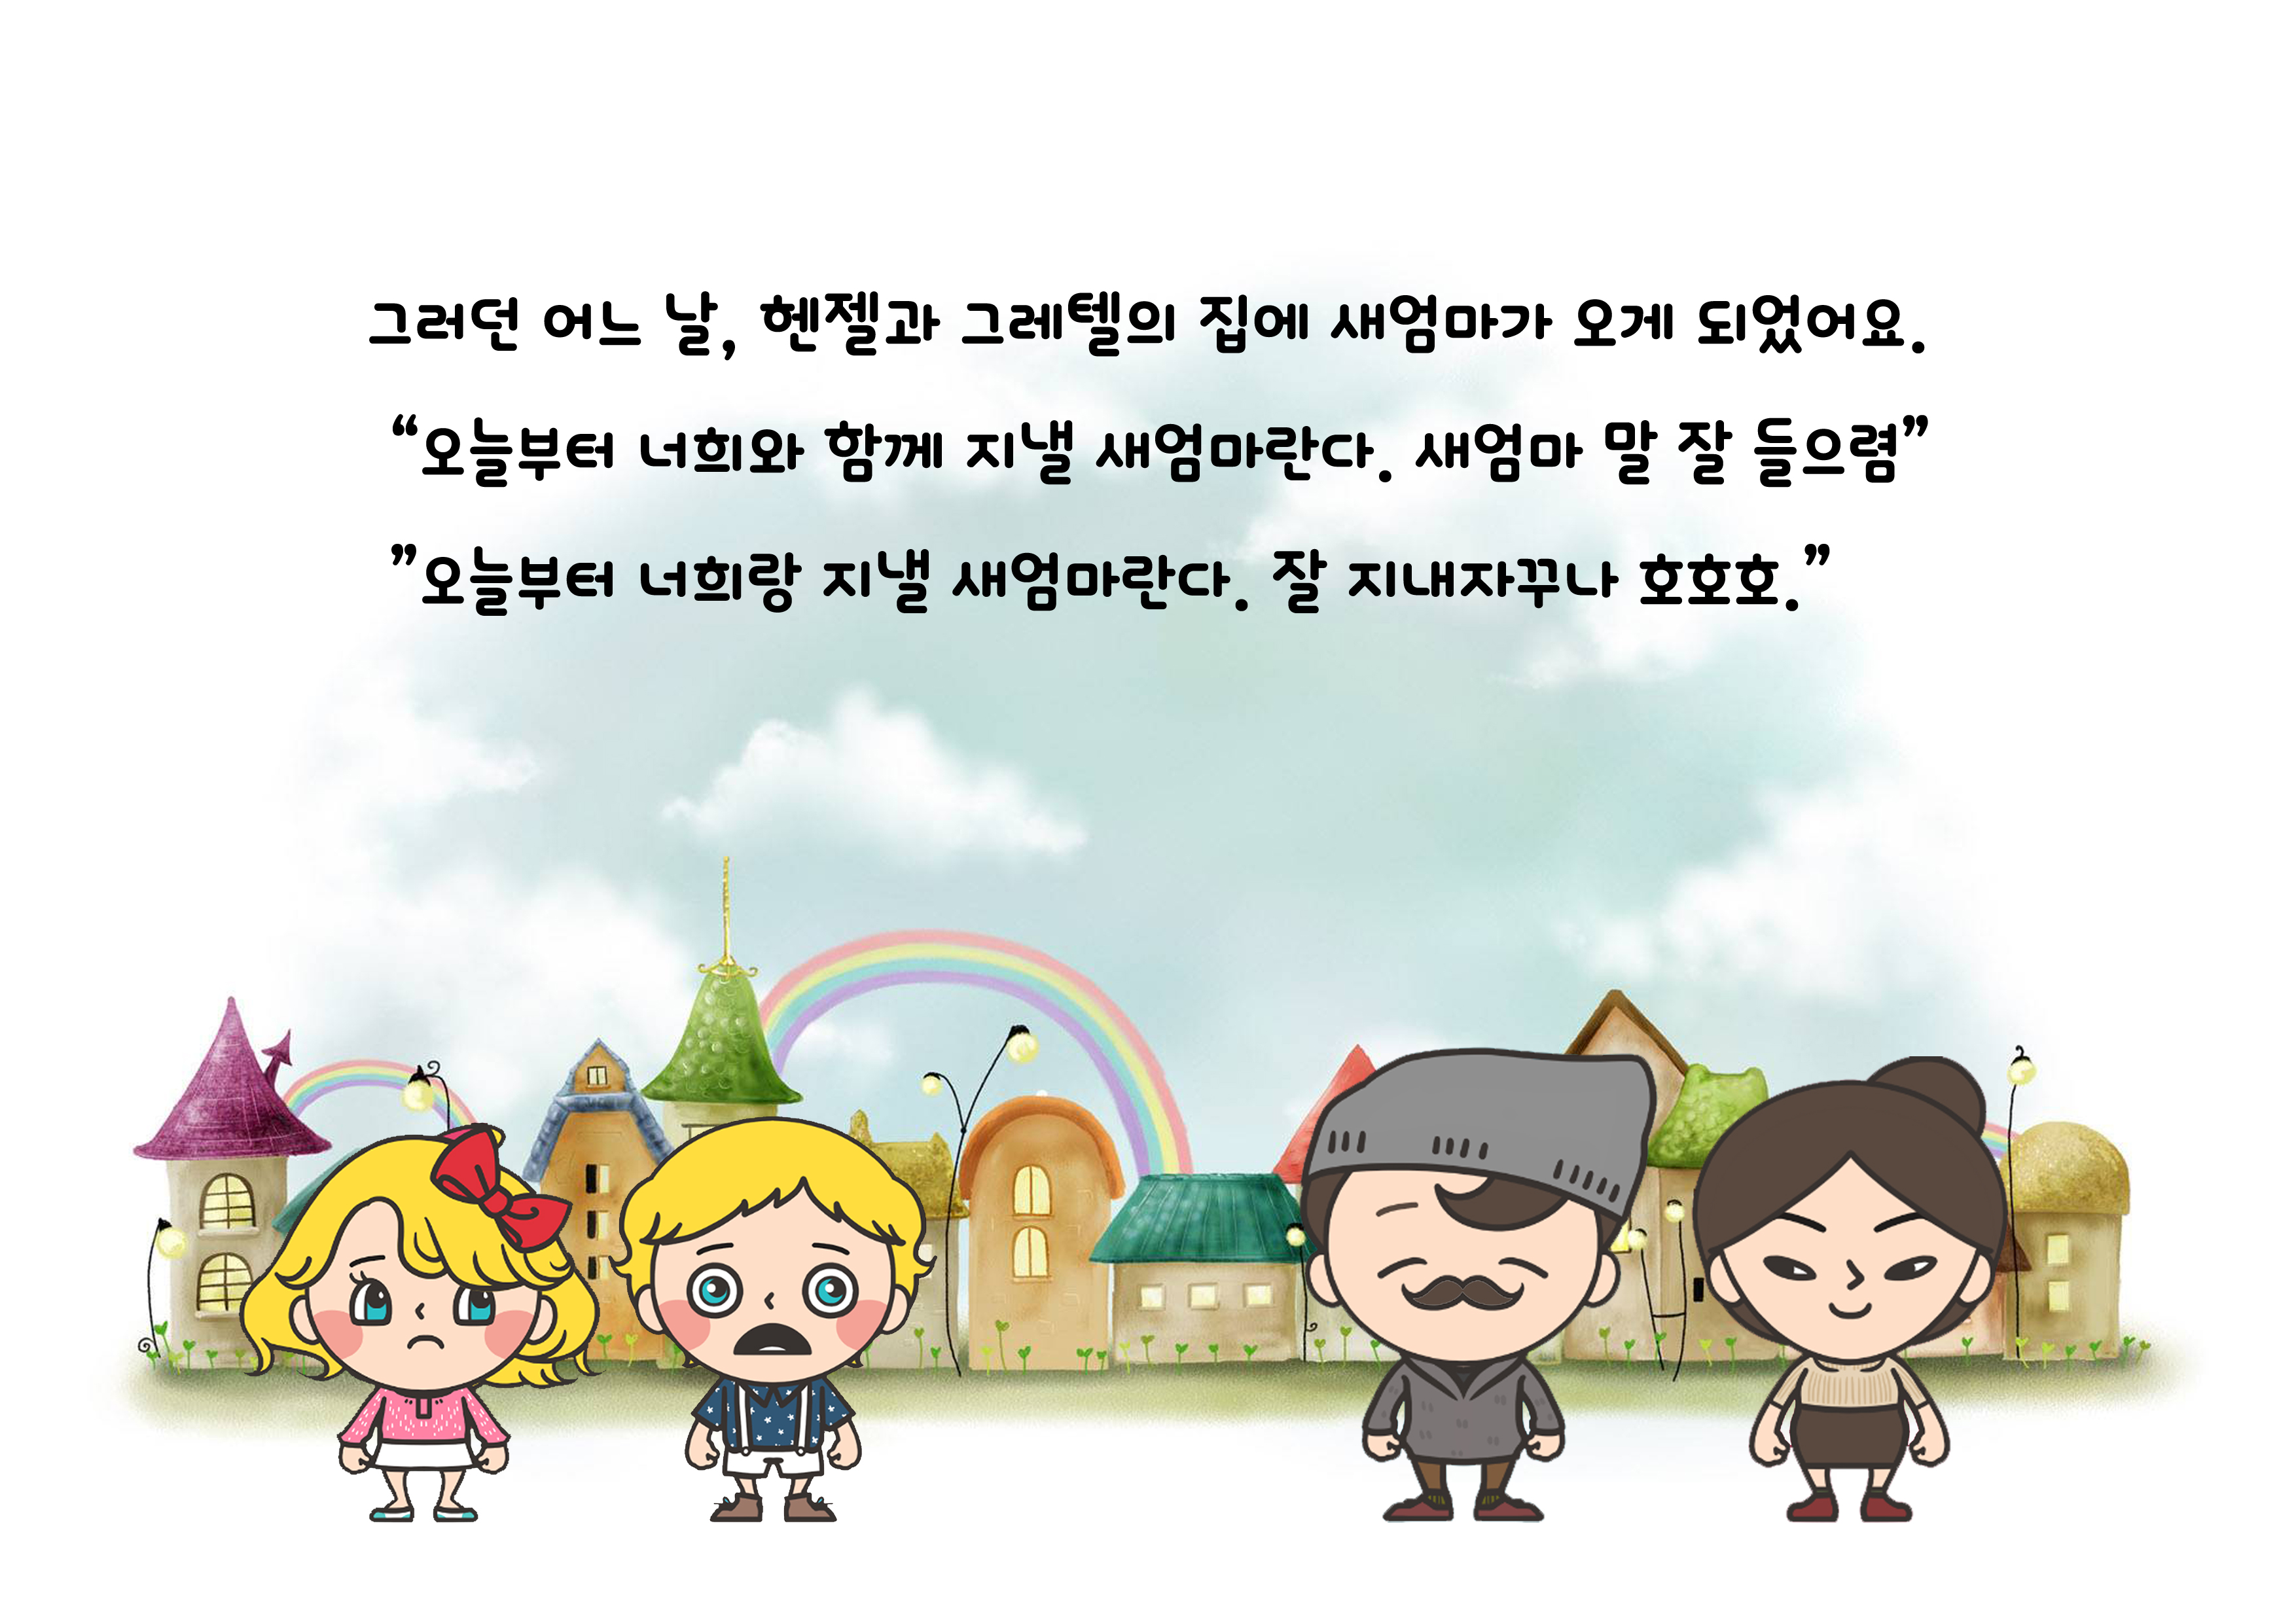 그러던 어느 날, 헨젤과 그레텔의 집에 새엄마가 오게 되었어요.
“오늘부터 너희와 함께 지낼 새엄마란다. 새엄마 말 잘 들으렴”
”오늘부터 너희랑 지낼 새엄마란다. 잘 지내자꾸나 호호호.”